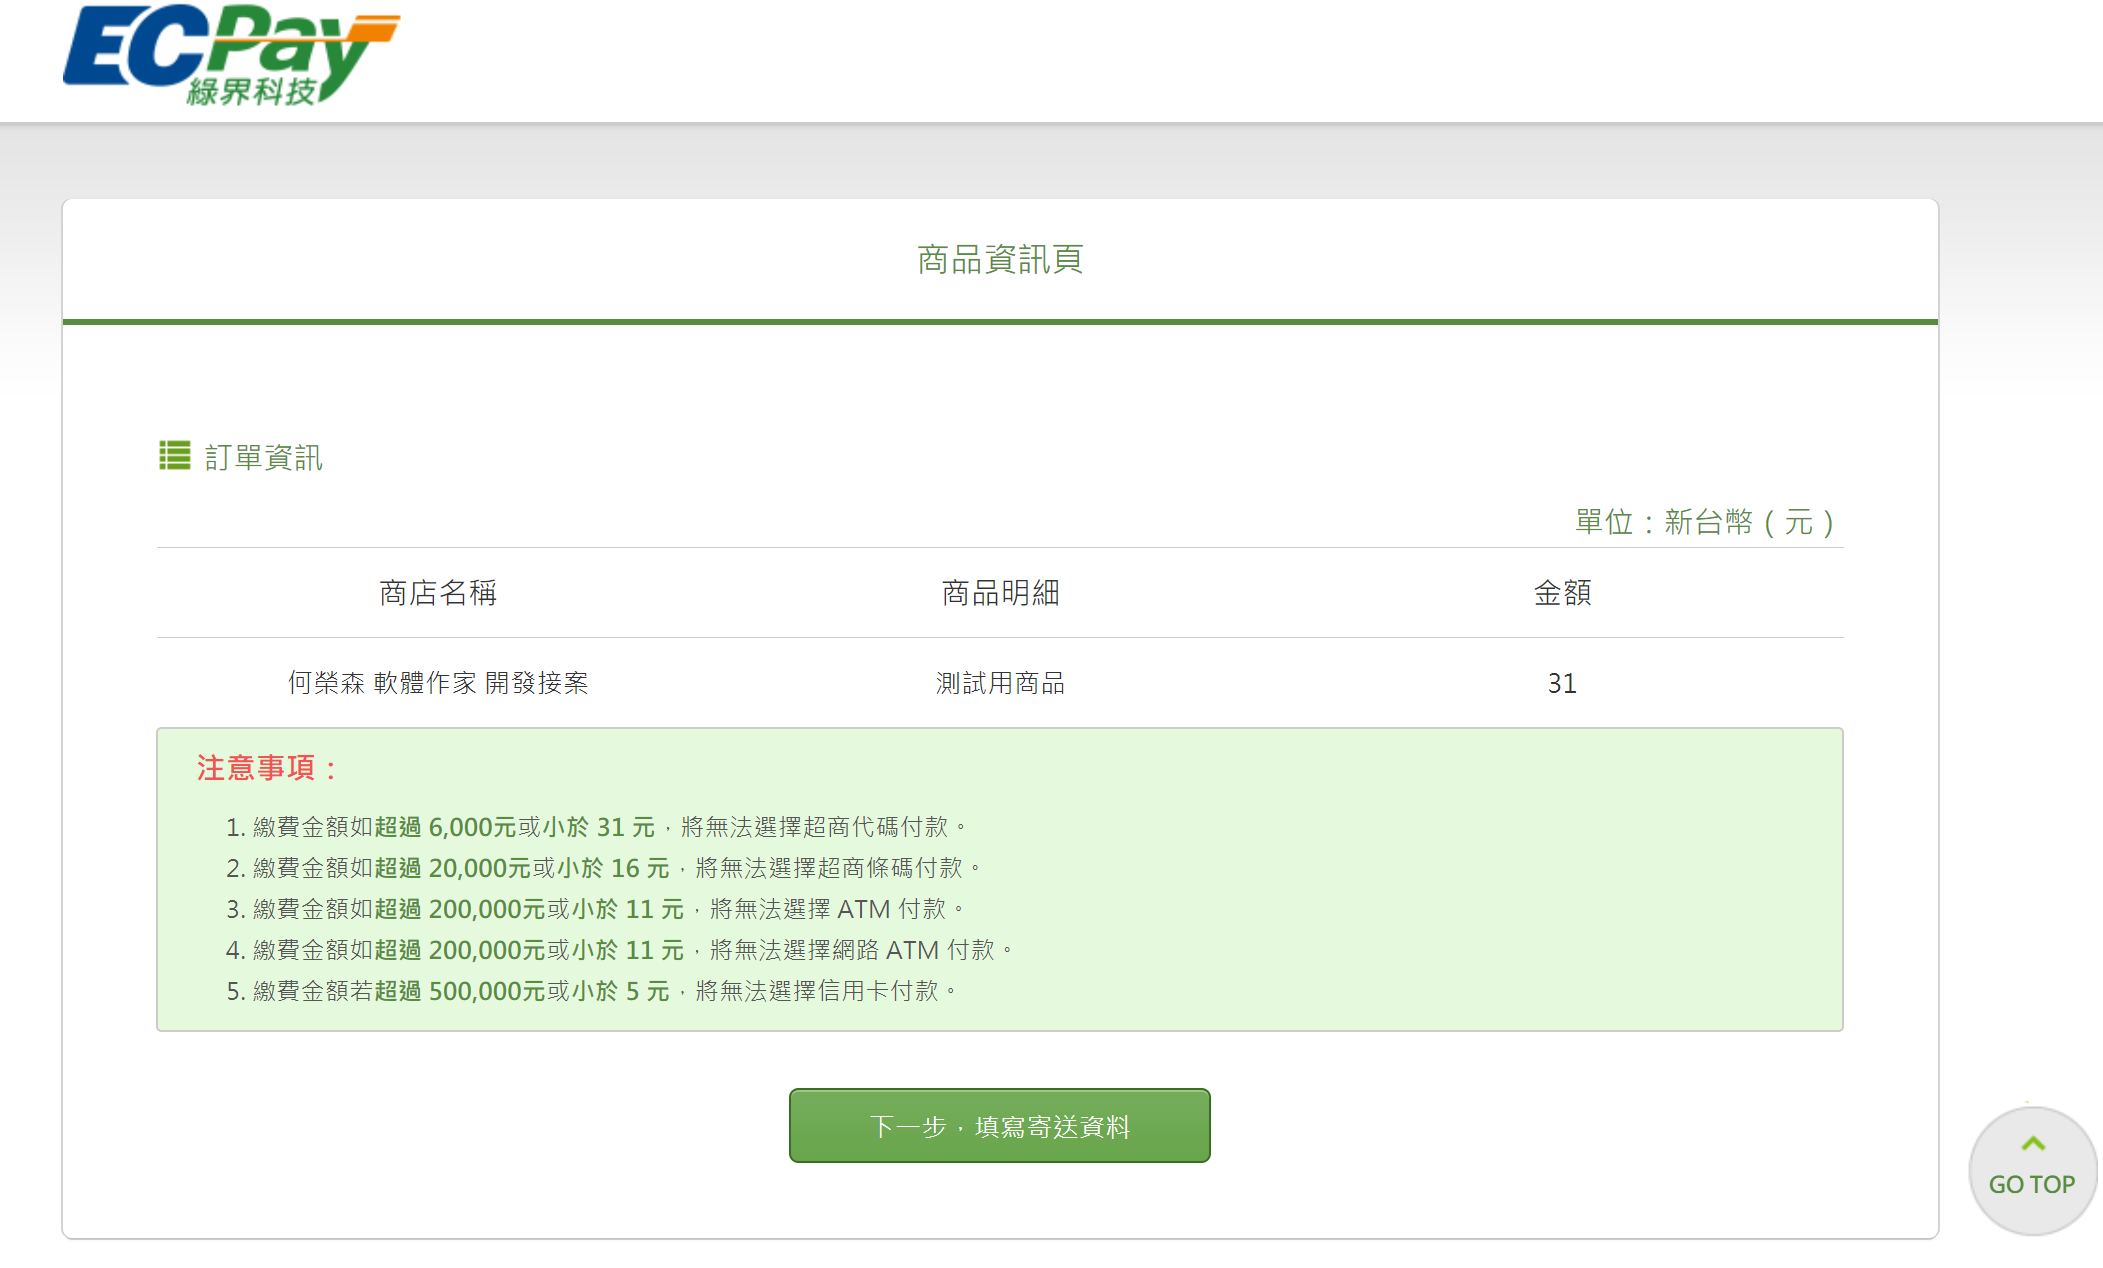 ECPay
綠界科技
商品資訊頁
訂單資訊
單位：新台幣（元）
商店名稱 商品明細 金額
何榮森 軟體作家 開發接案 測試用商品 31
注意事項：
1. 繳費金額如超過 6,000元或小於 31 元，將無法選擇超商代碼付款。
2. 繳費金額如超過 20,000元或小於 16 元，將無法選擇超商條碼付款。
3. 繳費金額如超過 200,000元或小於 11 元，將無法選擇 ATM 付款。
4. 繳費金額如超過 200,000元或小於 11 元，將無法選擇網路 ATM 付款。
5. 繳費金額若超過 500,000元或小於 5 元，將無法選擇信用卡付款。
下一步，填寫寄送資料
GO TOP